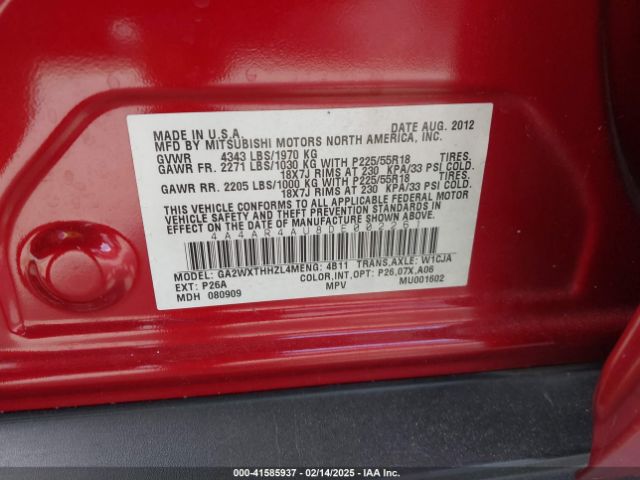 MADE IN U.S.A. DATE AUG. 2012
MFD BY MITSUBISHI MOTORS NORTH AMERICA, INC.
GVWR 4343 LBS/1970 KG
GAWR FR. 2271 LBS/1030 KG WITH P225/55R18 TIRES.
18X7J RIMS AT 230 KPA/33 PSI COLD.
GAWR RR. 2205 LBS/1000 KG WITH P225/55R18 TIRES.
18X7J RIMS AT 230 KPA/33 PSI COLD.
THIS VEHICLE CONFORMS TO ALL APPLICABLE FEDERAL MOTOR
VEHICLE SAFETY AND THEFT PREVENTION STANDARDS IN
EFFECT ON THE DATE OF MANUFACTURE SHOWN ABOVE.
4A4AR4AU8DE002261
MODEL: GA2WXTHHZL4M ENG: 4B11 TRANS,AXLE: W1CJA
EXT: P26A COLOR,INT,OPT: P26,07X,A06
MDH 080909 MPV MU001602
#41585937 - 02/14/2025 - IAA Inc.